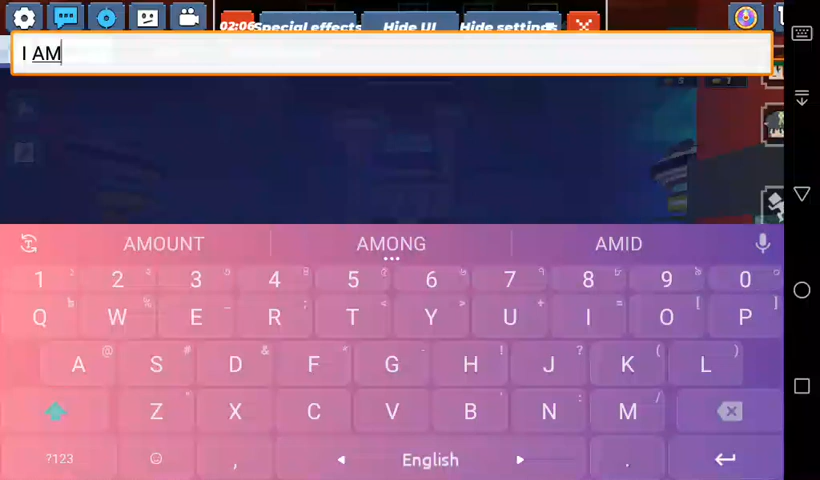 02:06
Special effects
Hide UI
Hide settings
I AM
AMOUNT AMONG AMID
1 2 3 4 5 6 7 8 9 0
Q W E R T Y U I O P
A S D F G H J K L
Z X C V B N M
?123 , English .